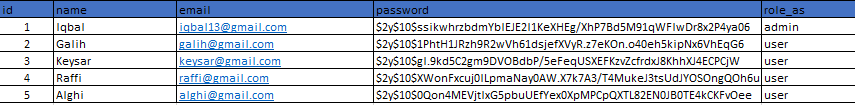 id name email password role_as
1 Iqbal iqbal13@gmail.com $2y$10$ssikwhrzbdmYbIEJE2I1KeXHEg/XhP7Bd5M91qWFIwDr8x2P4ya06 admin
2 Galih galih@gmail.com $2y$10$1PhtH1JRzh9R2wVh61dsjefXVyR.z7eKOn.o40eh5kipNx6VhEqG6 user
3 Keysar keysar@gmail.com $2y$10$gI.9kd5C2gm9DVOBdbP/5eFeqUSXEFKzvZcfrdxJ8KhhXJ4ECPCjW user
4 Raffi raffi@gmail.com $2y$10$XWonFxcuj0ILpmaNay0AW.X7k7A3/T4MukeJ3tsUdJYOSOngQOh6u user
5 Alghi alghi@gmail.com $2y$10$0Qon4MEVjtIxG5pbuUEfYex0XpMPCpQXTL82EN0JB0TE4kCKFvOee user